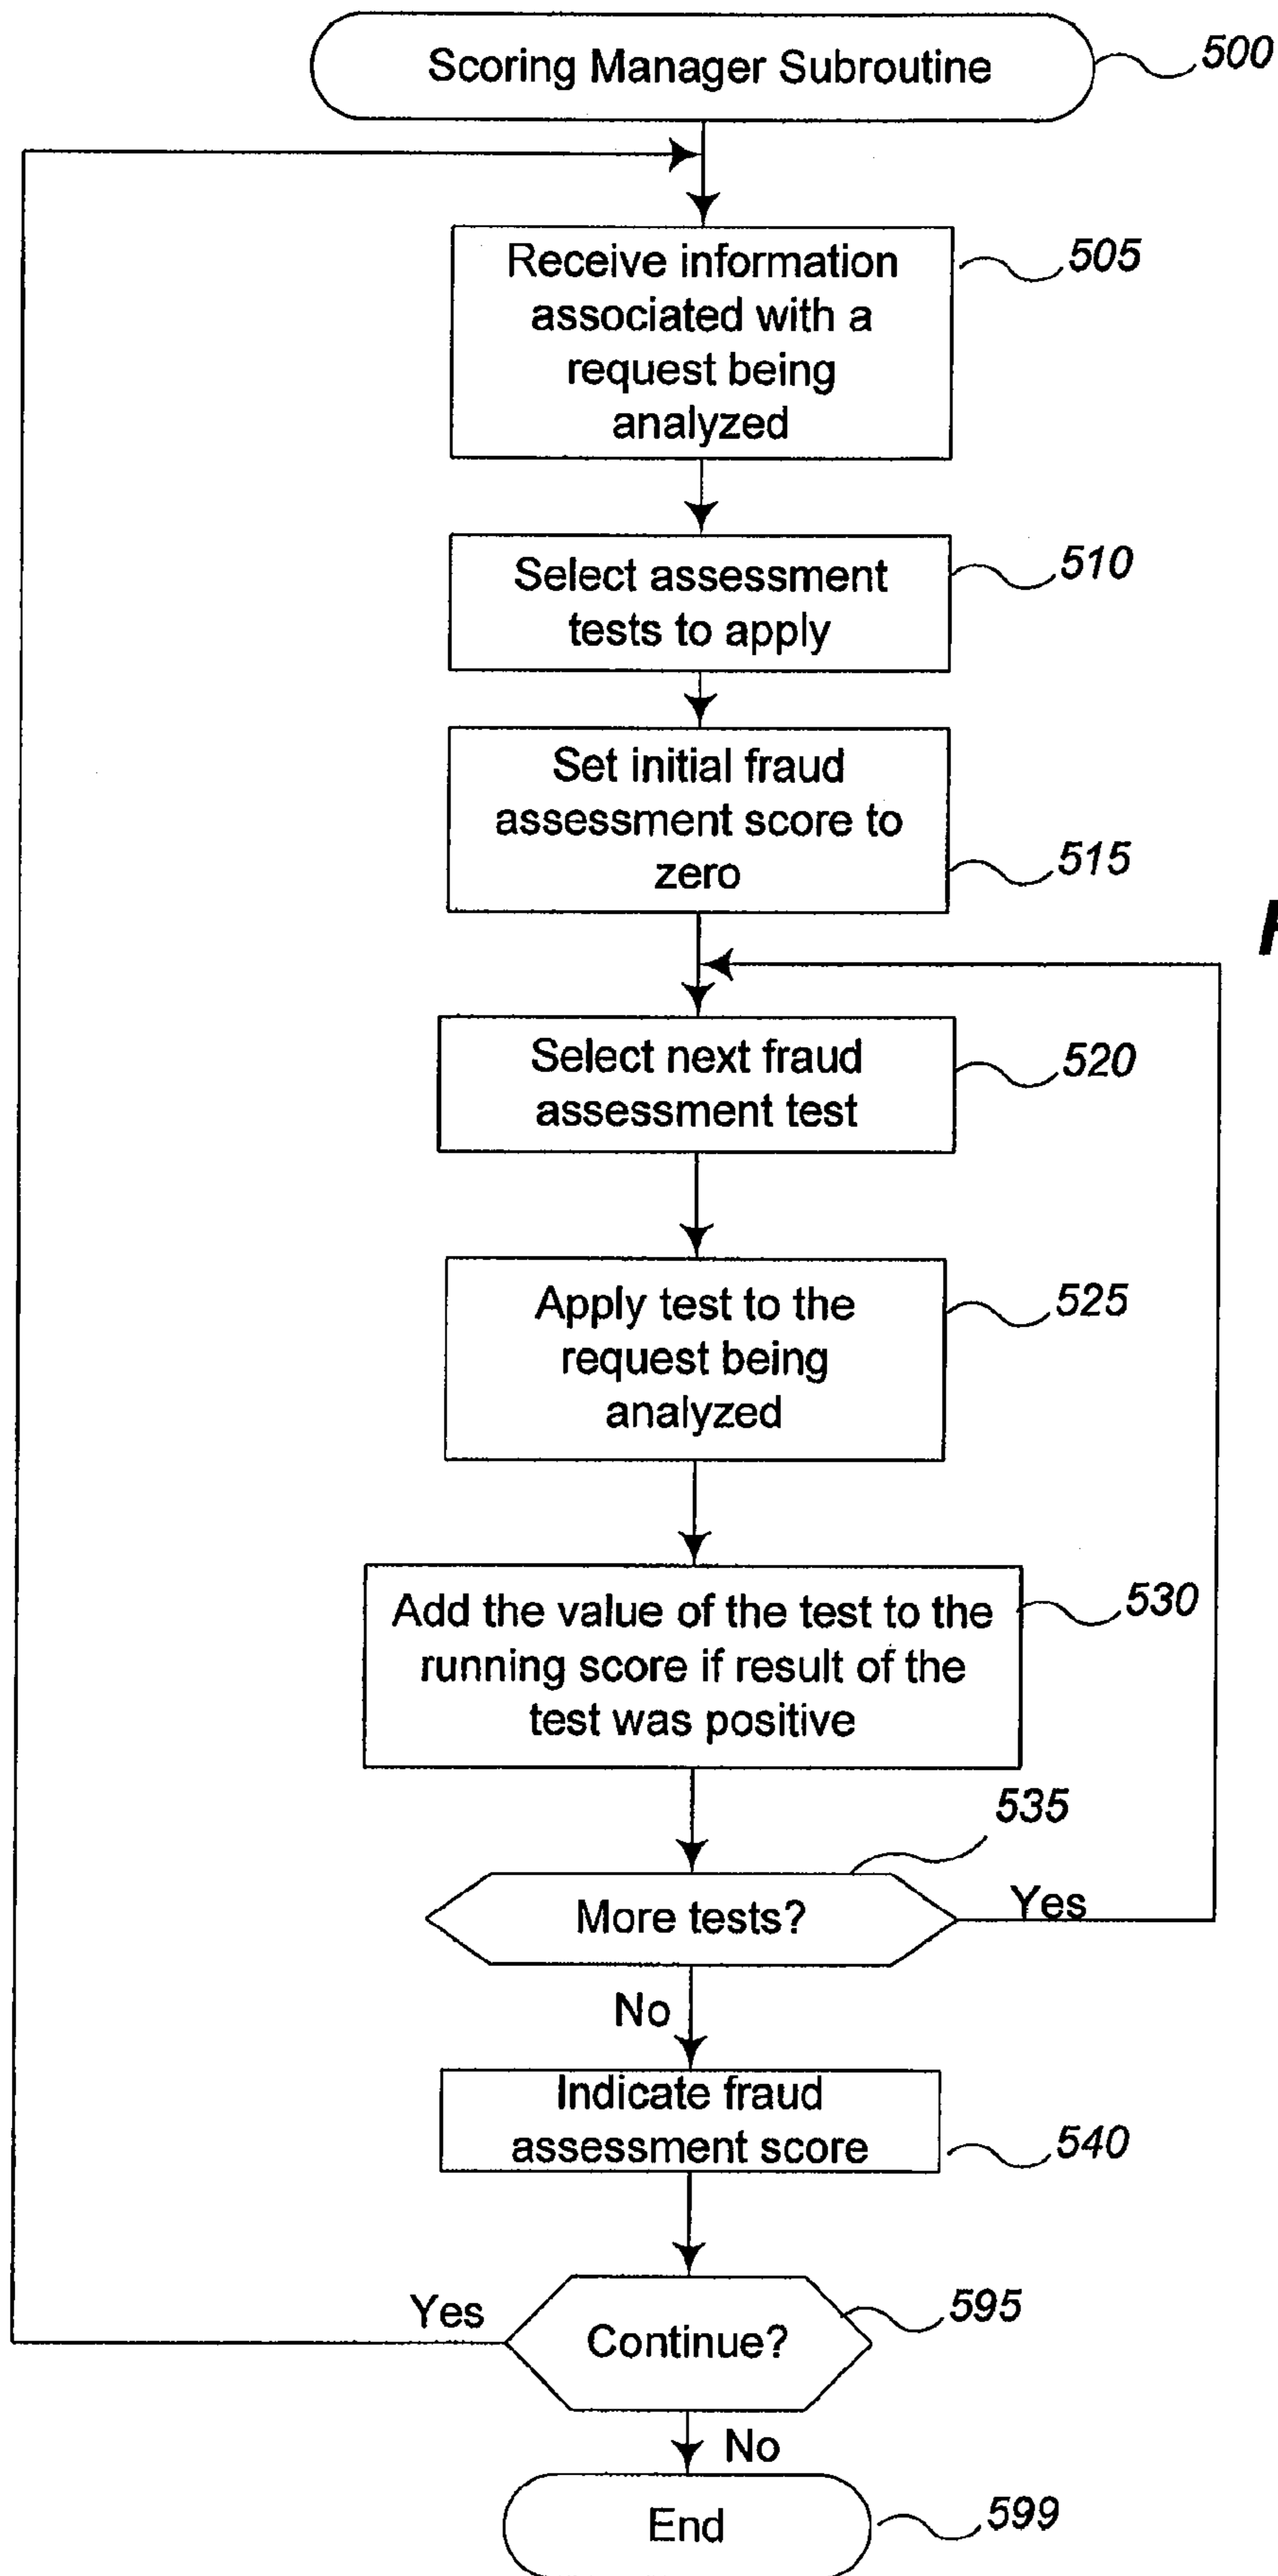 Scoring Manager Subroutine
500
Receive information
associated with a
request being
analyzed
505
Select assessment
tests to apply
510
Set initial fraud
assessment score to
zero
515
Select next fraud
assessment test
520
Apply test to the
request being
analyzed
525
Add the value of the test to the
running score if result of the
test was positive
530
535
More tests?
Yes
No
Indicate fraud
assessment score
540
Yes
Continue?
595
No
End
599